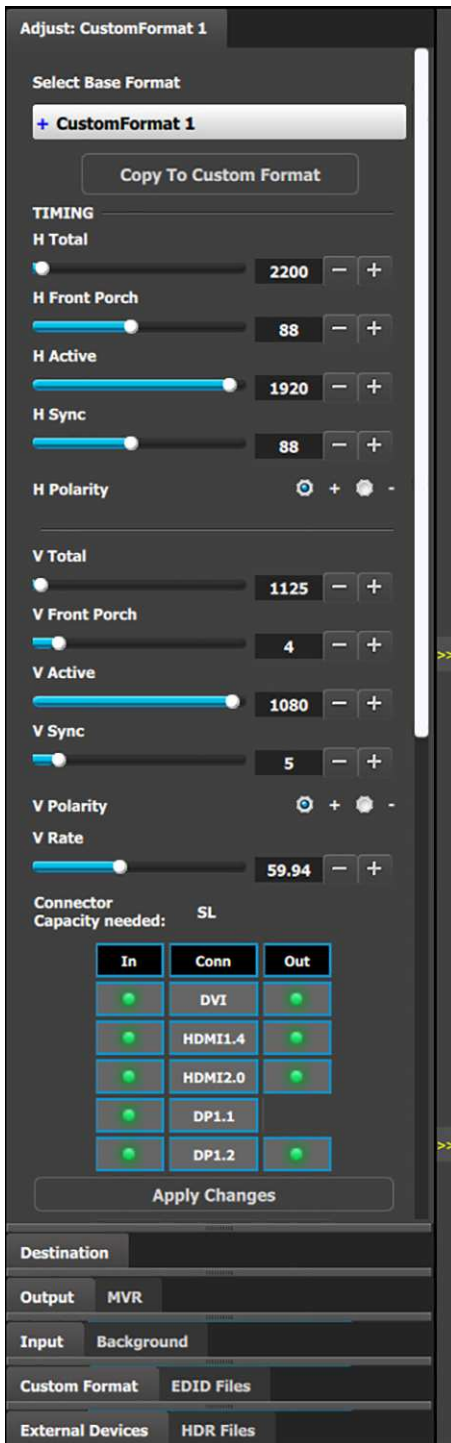 Adjust: CustomFormat 1
Select Base Format
+ CustomFormat 1
Copy To Custom Format
TIMING
H Total
2200 − +
H Front Porch
88 − +
H Active
1920 − +
H Sync
88 − +
H Polarity + -
V Total
1125 − +
V Front Porch
4 − +
>>
V Active
1080 − +
V Sync
5 − +
V Polarity + -
V Rate
59.94 − +
Connector
Capacity needed: SL
In Conn Out
DVI
HDMI1.4
HDMI2.0
DP1.1
>>
DP1.2
Apply Changes
Destination
Output MVR
Input Background
Custom Format EDID Files
External Devices HDR Files